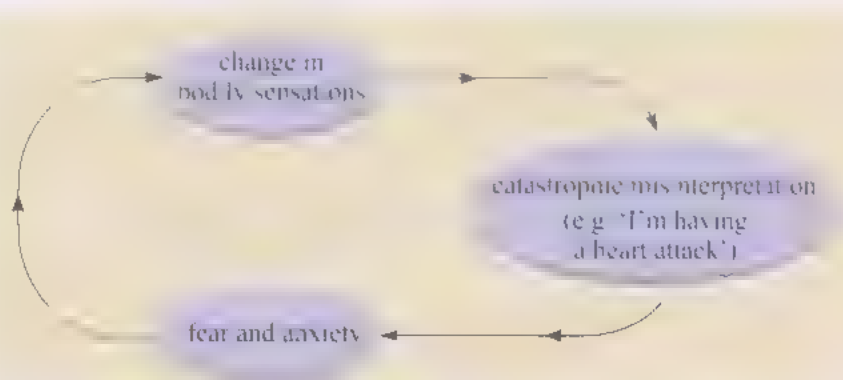 change in
bodily sensations
catastrophic misinterpretation
(e.g. 'I'm having
a heart attack')
fear and anxiety